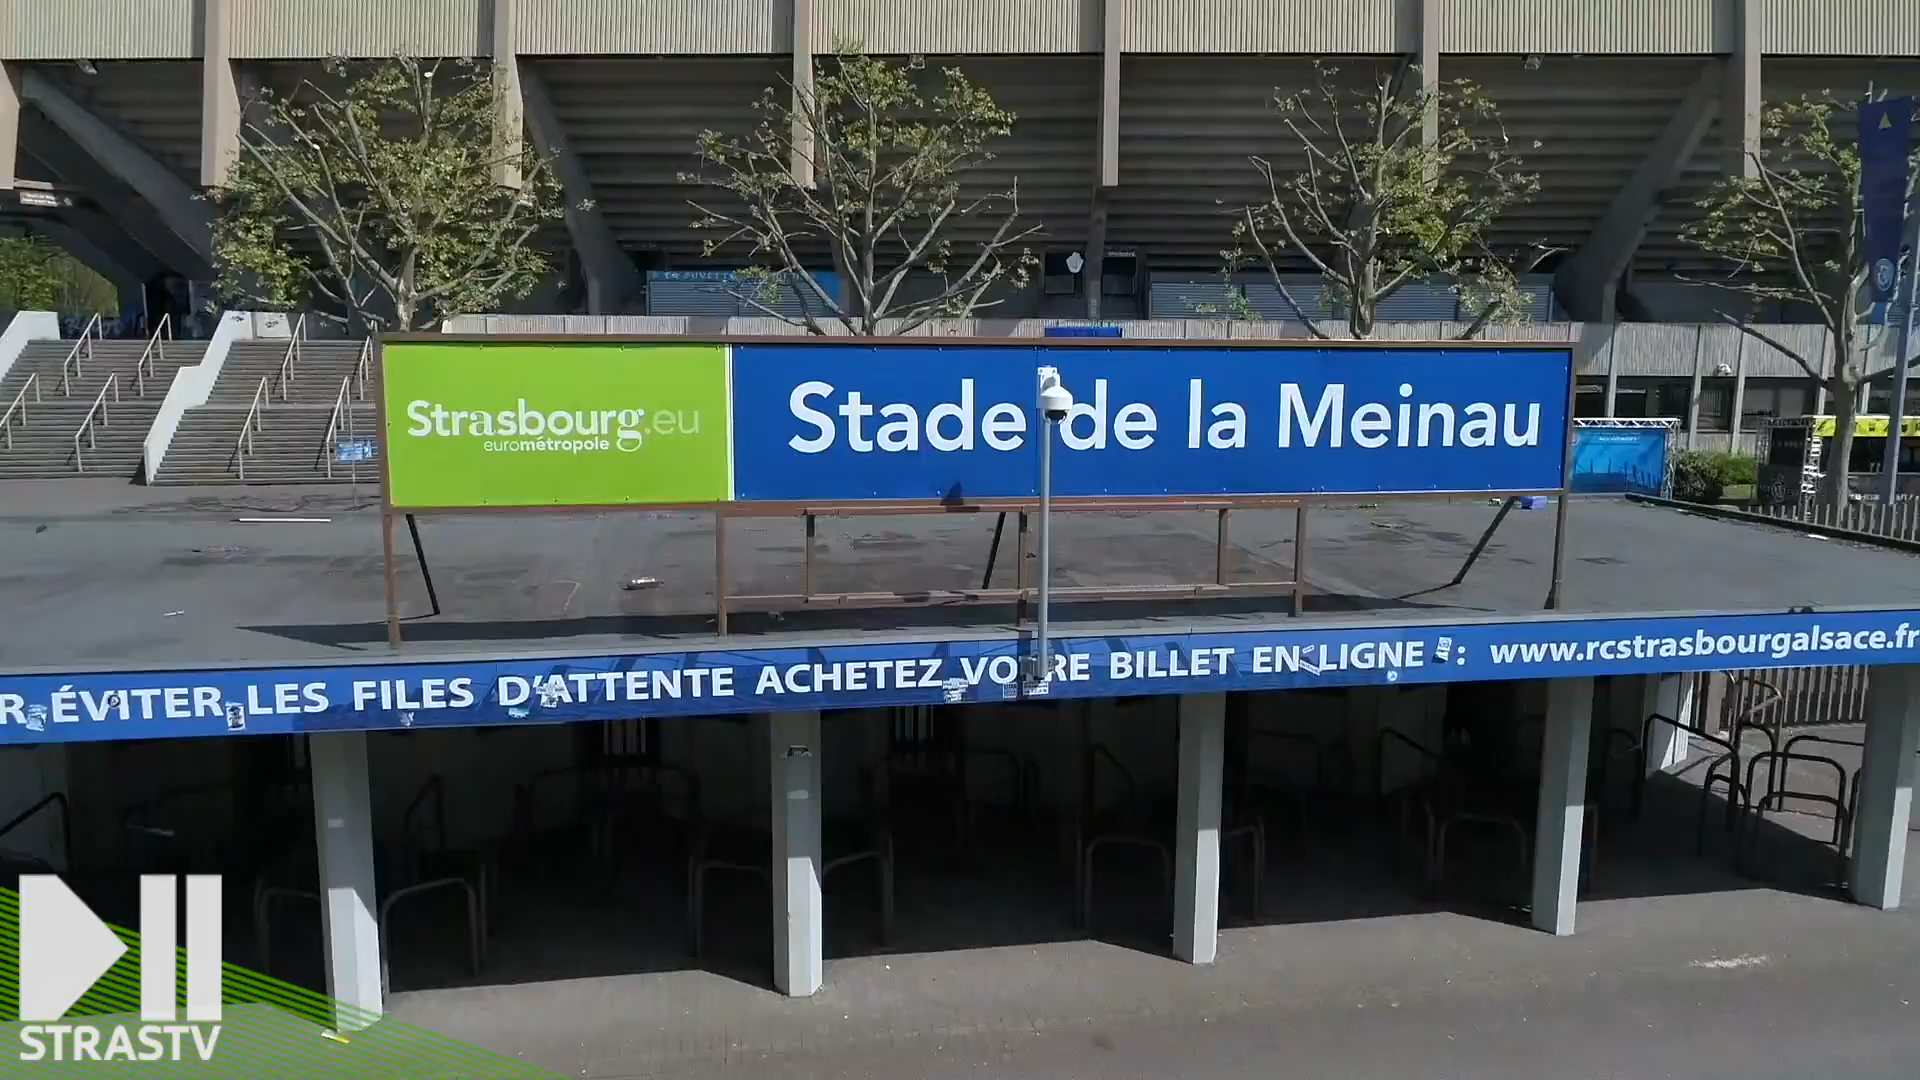 Strasbourg.eu
eurométropole
Stade de la Meinau
R ÉVITER LES FILES D'ATTENTE ACHETEZ VOTRE BILLET EN LIGNE : www.rcstrasbourgalsace.fr
STRASTV